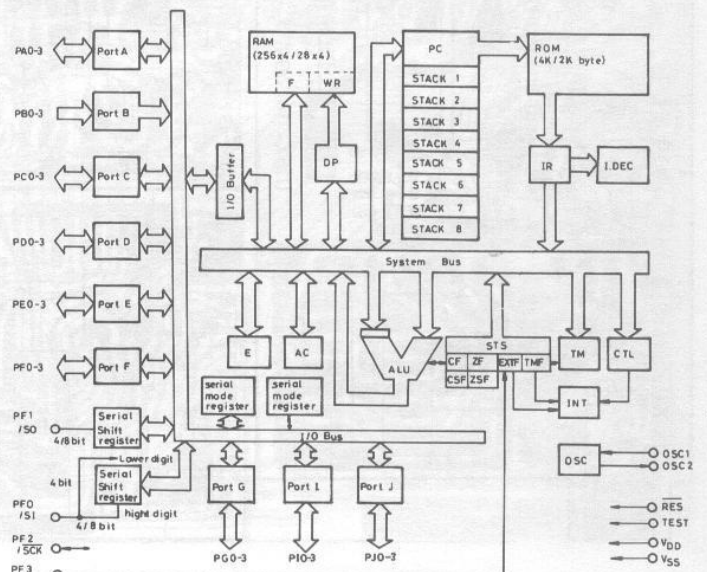 PA0-3
Port A
PB0-3
Port B
PC0-3
Port C
PD0-3
Port D
PE0-3
Port E
PF0-3
Port F
PF1
/SO
4/8bit
Serial
Shift
register
Lower digit
4 bit
Serial
Shift
register
hight digit
PF0
/SI
4/8 bit
PF2
/SCK
PF3
I/O Buffer
RAM
(256x4/28x4)
F
WR
DP
PC
STACK 1
STACK 2
STACK 3
STACK 4
STACK 5
STACK 6
STACK 7
STACK 8
ROM
(4K/2K byte)
IR
I.DEC
System Bus
E
AC
ALU
STS
CF
ZF
EXTF
TMF
CSF
ZSF
TM
CTL
INT
serial
mode
register
serial
mode
register
I/O Bus
Port G
Port I
Port J
PG0-3
PI0-3
PJ0-3
OSC
OSC1
OSC2
RES
TEST
VDD
VSS